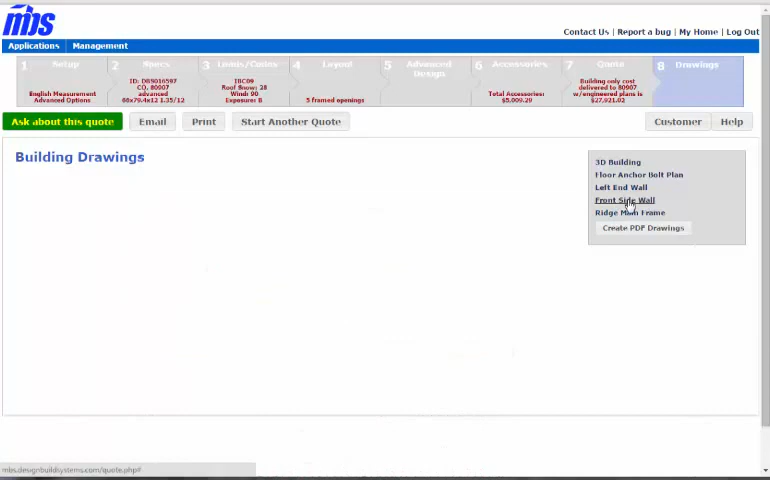 mbs
Contact Us | Report a bug | My Home | Log Out
Applications | Management
1 Setup
English Measurement
Advanced Options
2 Specs
ID: DBS016597
CO, 80907
advanced
60x79.4x12 1.35/12
3 Loads/Codes
IBC09
Roof Snow: 28
Wind: 90
Exposure: B
4 Layout
5 framed openings
5 Advanced
Design
6 Accessories
Total Accessories:
$5,009.29
7 Quote
Building only cost
delivered to 80907
w/engineered plans is
$27,921.02
8 Drawings
Ask about this quote Email Print Start Another Quote Customer Help
Building Drawings
3D Building
Floor Anchor Bolt Plan
Left End Wall
Front Side Wall
Ridge Main Frame
Create PDF Drawings
mbs.designbuildsystems.com/quote.php#